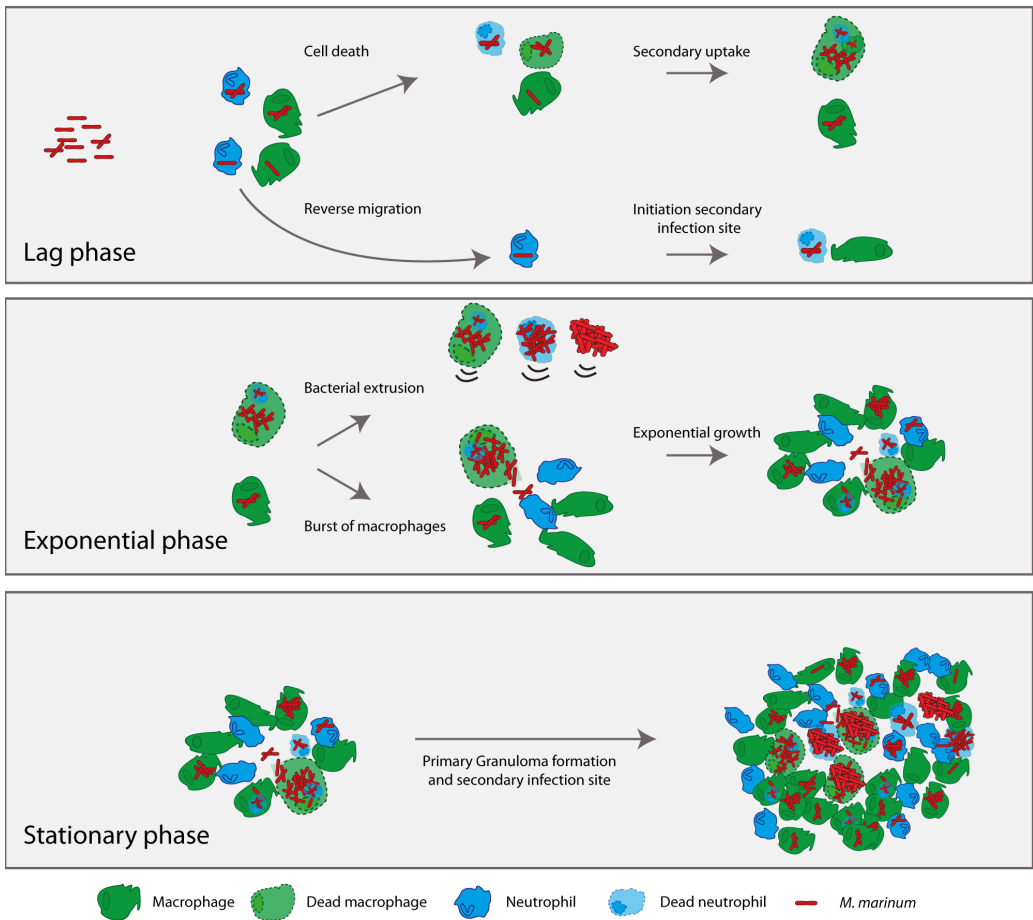 Cell death
Secondary uptake
Reverse migration
Initiation secondary
infection site
Lag phase
Bacterial extrusion
Exponential growth
Burst of macrophages
Exponential phase
Primary Granuloma formation
and secondary infection site
Stationary phase
Macrophage
Dead macrophage
Neutrophil
Dead neutrophil
M. marinum